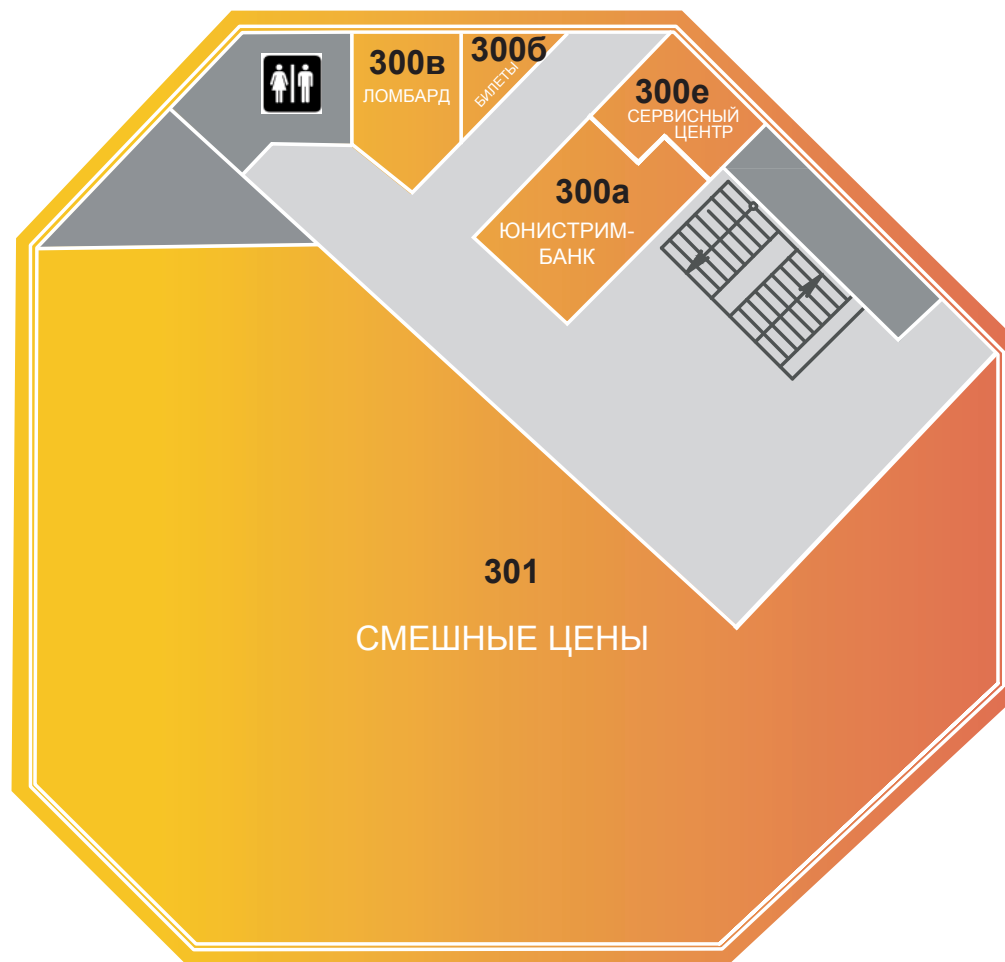 300в
ЛОМБАРД
300б
БИЛЕТЫ
300е
СЕРВИСНЫЙ
ЦЕНТР
300а
ЮНИСТРИМ-
БАНК
301
СМЕШНЫЕ ЦЕНЫ